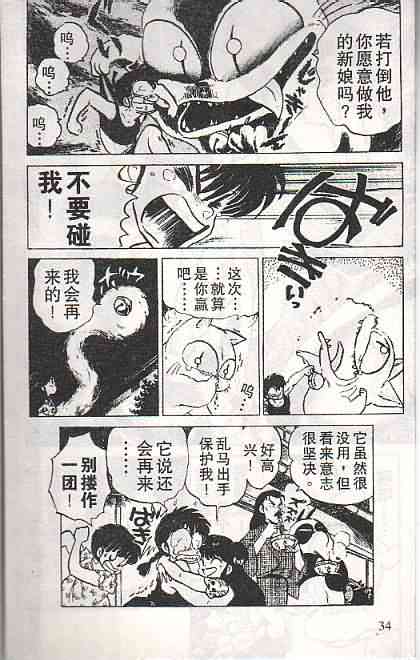 若打倒他，
你愿意做我
的新娘吗？
呜
……
呜
……
呜
……
不要碰
我！
这次…
…就算
是你赢
吧……
呜
……
我会再
来的！
它虽然很
没用，但
看来意志
很坚决。
好高
兴！
乱马出手
保护我！
它说还
会再来
别搂作
一团！
34